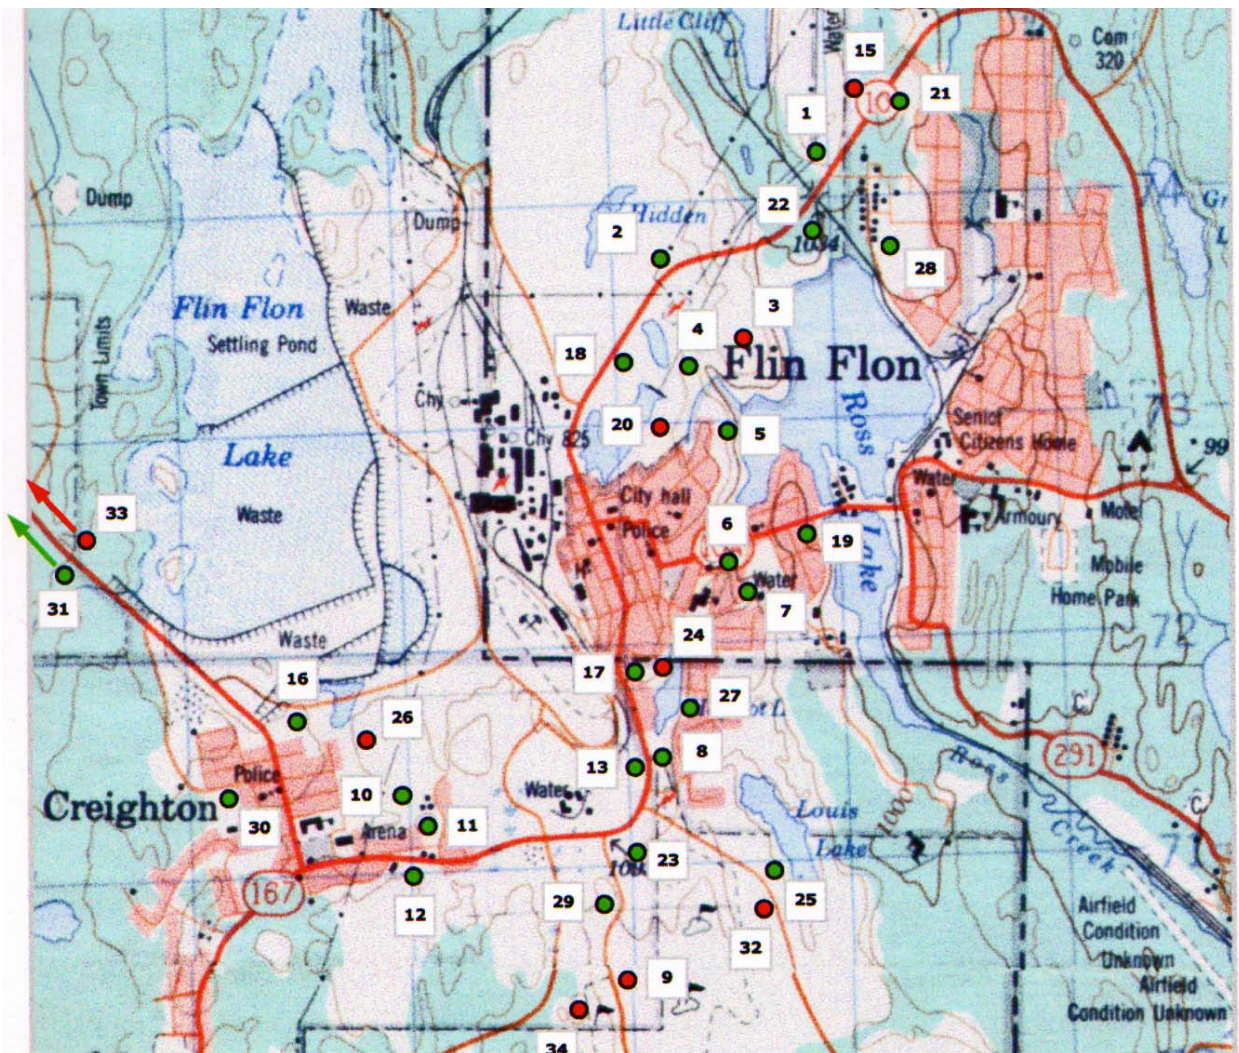 Little Cliff
L
Water
15
Com
320
10
21
1
Dump
22
Hidden
Dump
2
1034
28
Flin Flon
Settling Pond
Waste
Town Limits
3
4
18
Flin Flon
Chy
Chy 825
20
5
Ross
Lake
73
Senior
Citizens Home
99
Lake
Waste
City hall
Police
Water
Armoury
Motel
33
6
19
Mobile
Home Park
Water
7
31
Waste
24
72
17
16
27
26
291
Ross
Creek
8
13
Police
10
Water
Creighton
30
Arena
11
Louis
Lake
1000
71
23
167
12
29
25
32
Airfield
Condition
Unknown
Airfield
Condition Unknown
9
34